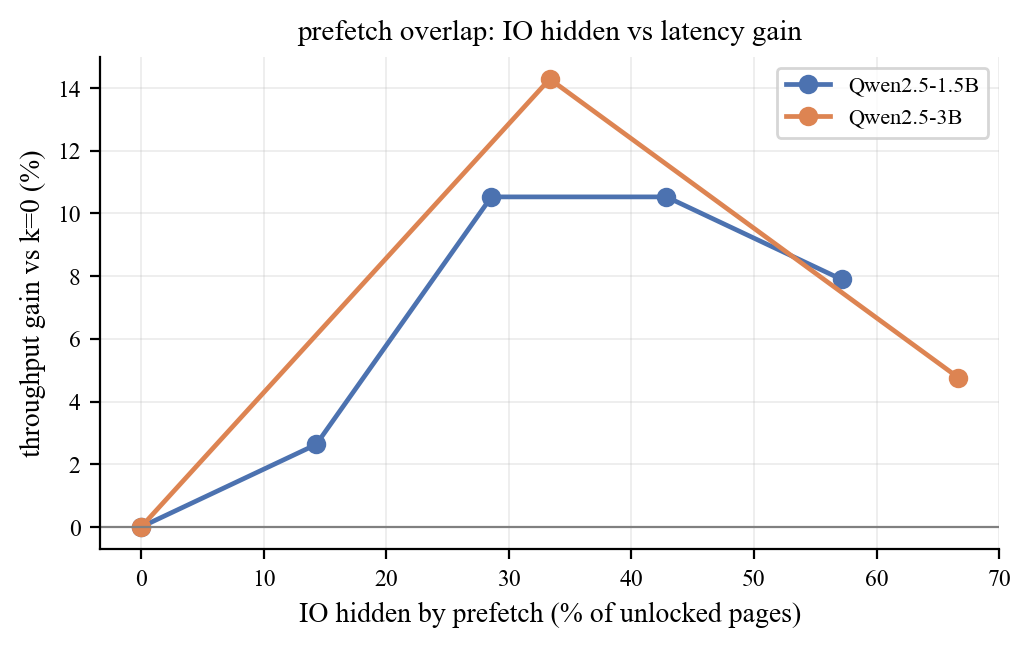 prefetch overlap: IO hidden vs latency gain
Qwen2.5-1.5B
Qwen2.5-3B
throughput gain vs k=0 (%)
14
12
10
8
6
4
2
0
0 10 20 30 40 50 60 70
IO hidden by prefetch (% of unlocked pages)